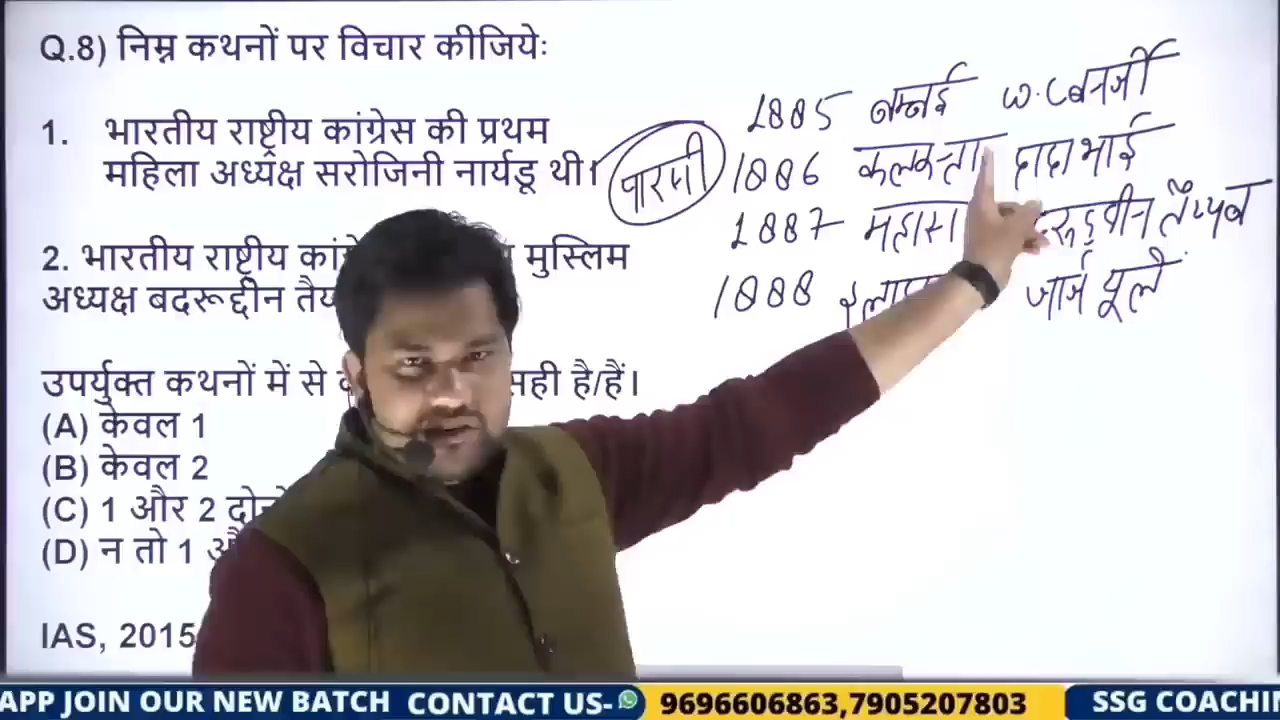 Q.8) निम्न कथनों पर विचार कीजिये:
1. भारतीय राष्ट्रीय कांग्रेस की प्रथम
महिला अध्यक्ष सरोजिनी नार्यडू थी।
2. भारतीय राष्ट्रीय कां मुस्लिम
अध्यक्ष बदरूद्दीन तैय
उपर्युक्त कथनों में से सही है/हैं।
(A) केवल 1
(B) केवल 2
(C) 1 और 2
(D) न तो 1
IAS, 2015
1885 बम्बई W.C बनर्जी
पारसी 1886 कलकत्ता दादा भाई
1887 तैय्यब
1888 जार्ज यूले
APP JOIN OUR NEW BATCH CONTACT US- 9696606863,7905207803 SSG COACHI